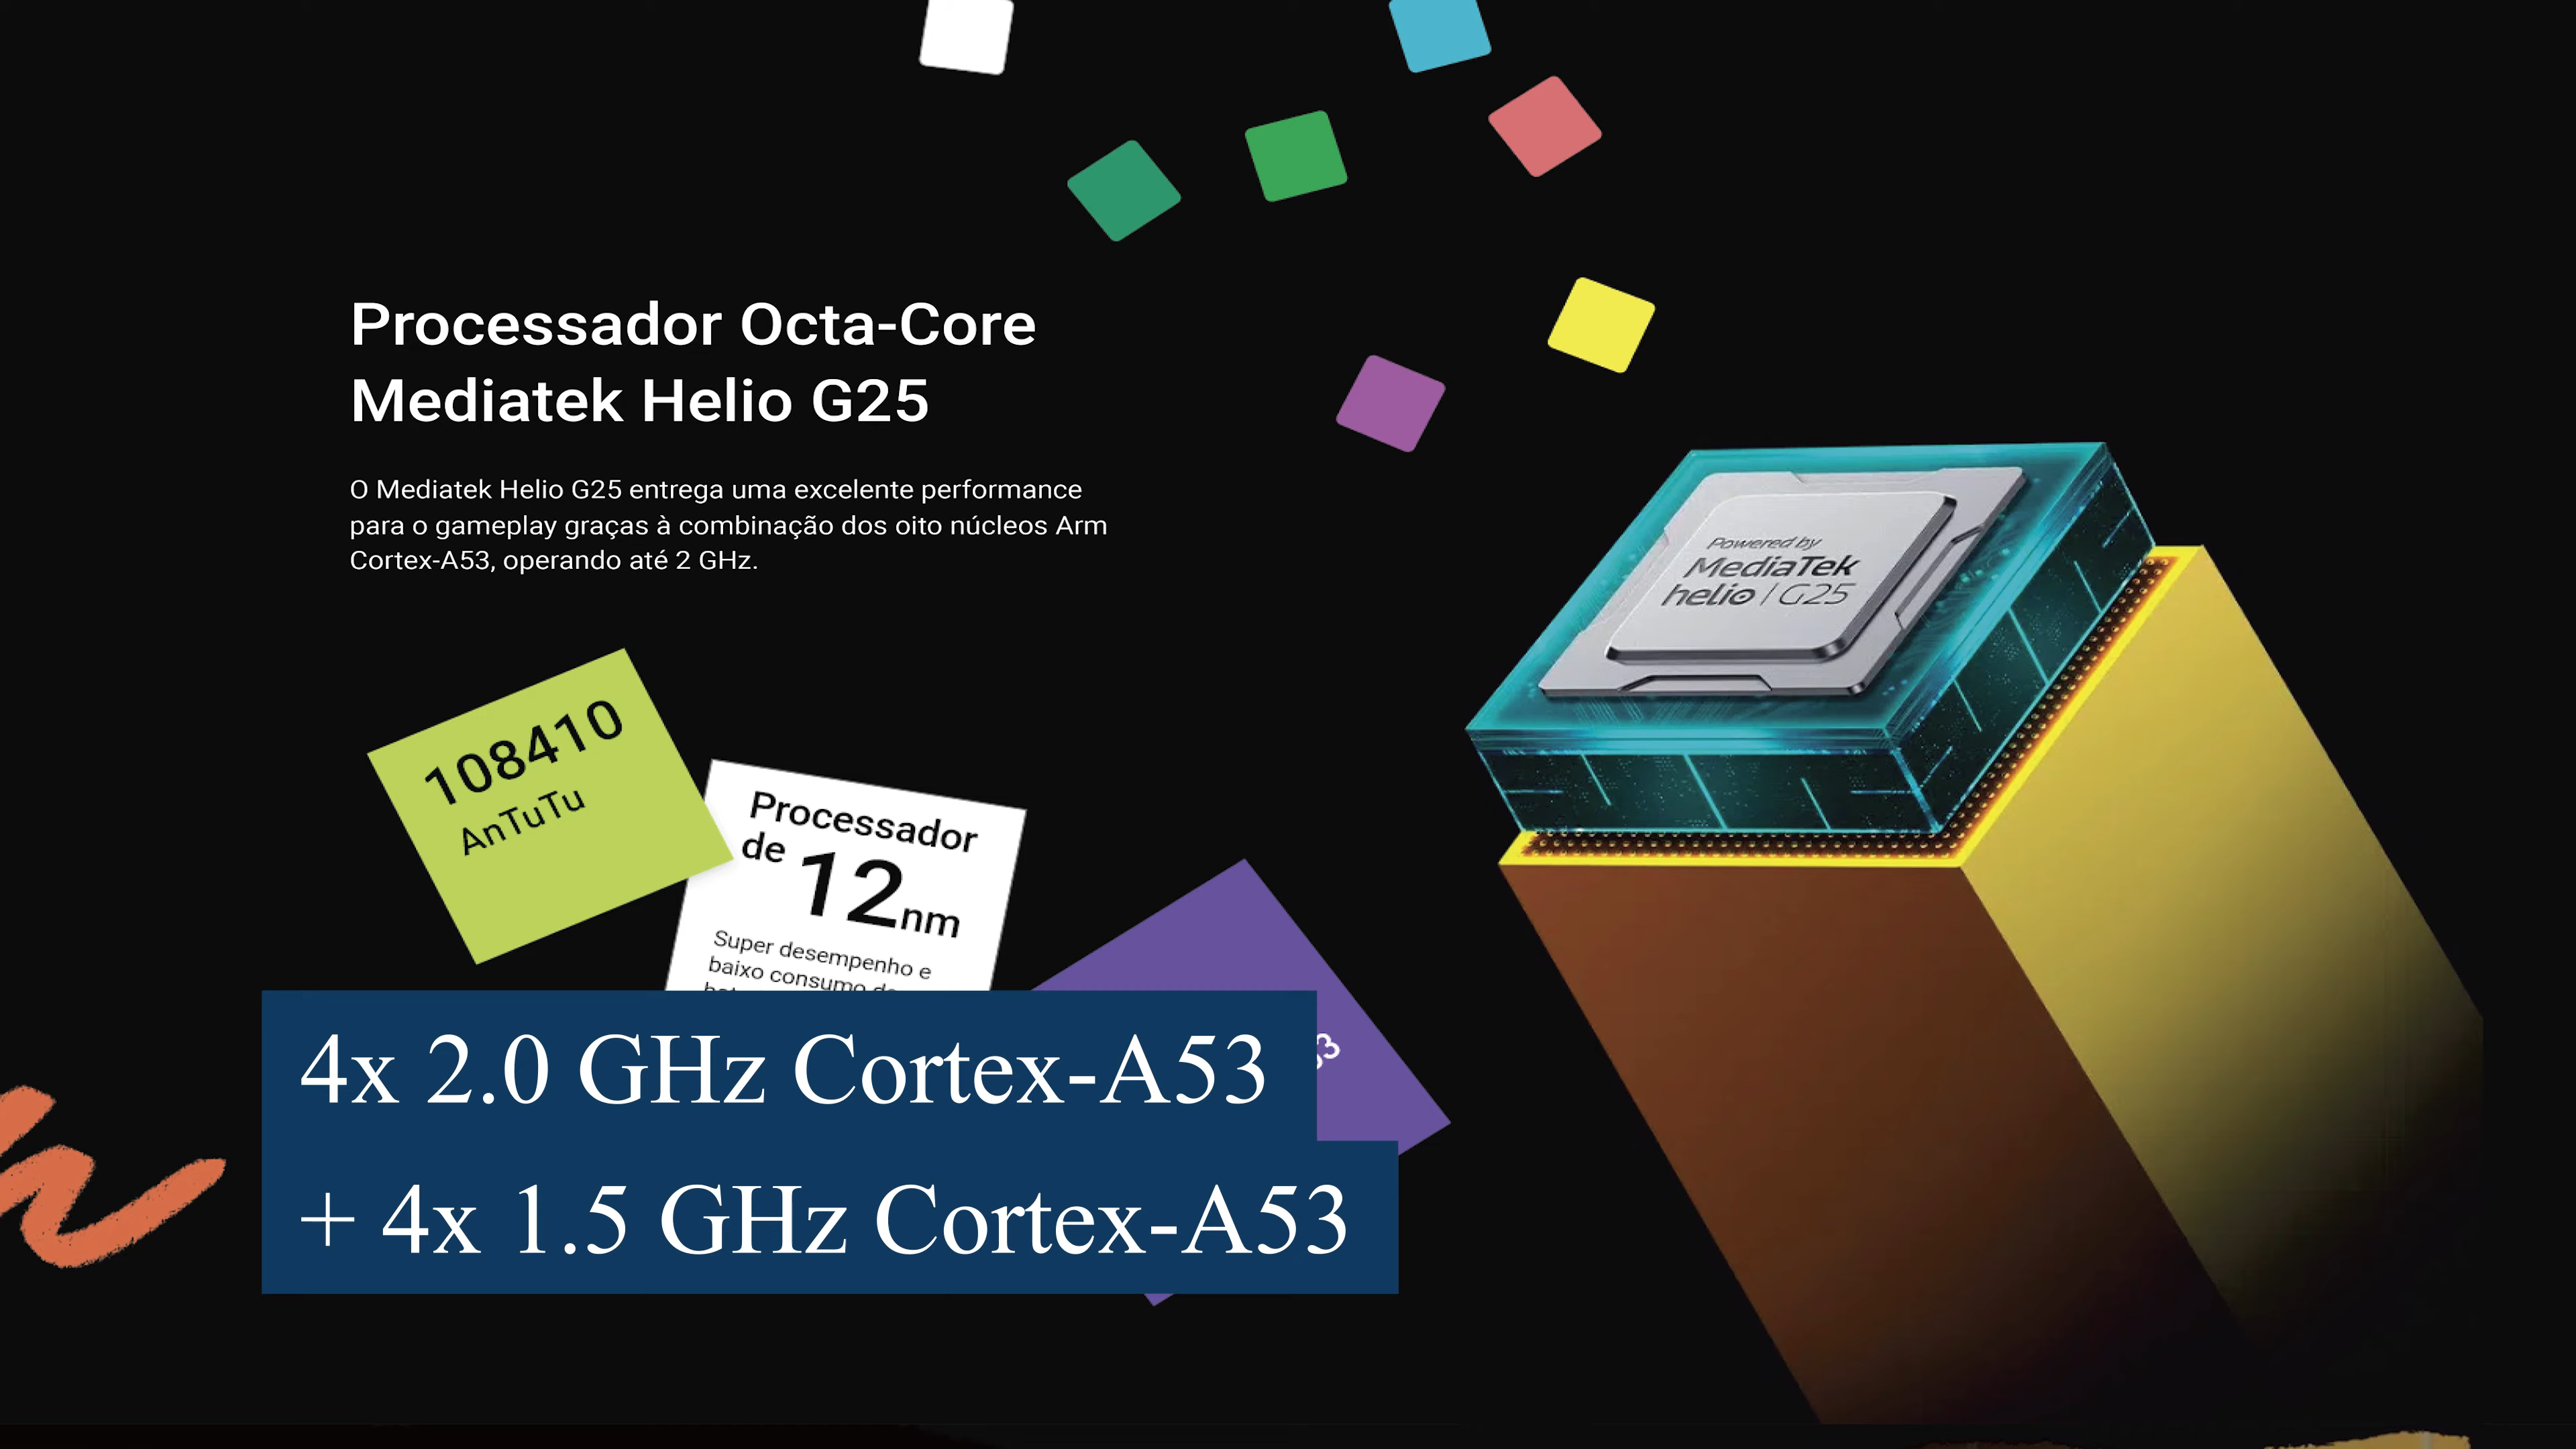 Processador Octa-Core
Mediatek Helio G25
O Mediatek Helio G25 entrega uma excelente performance
para o gameplay graças à combinação dos oito núcleos Arm
Cortex-A53, operando até 2 GHz.
Powered by
MediaTek
helio | G25
108410
AnTuTu
Processador
de 12nm
Super desempenho e
baixo consumo
4x 2.0 GHz Cortex-A53
+ 4x 1.5 GHz Cortex-A53